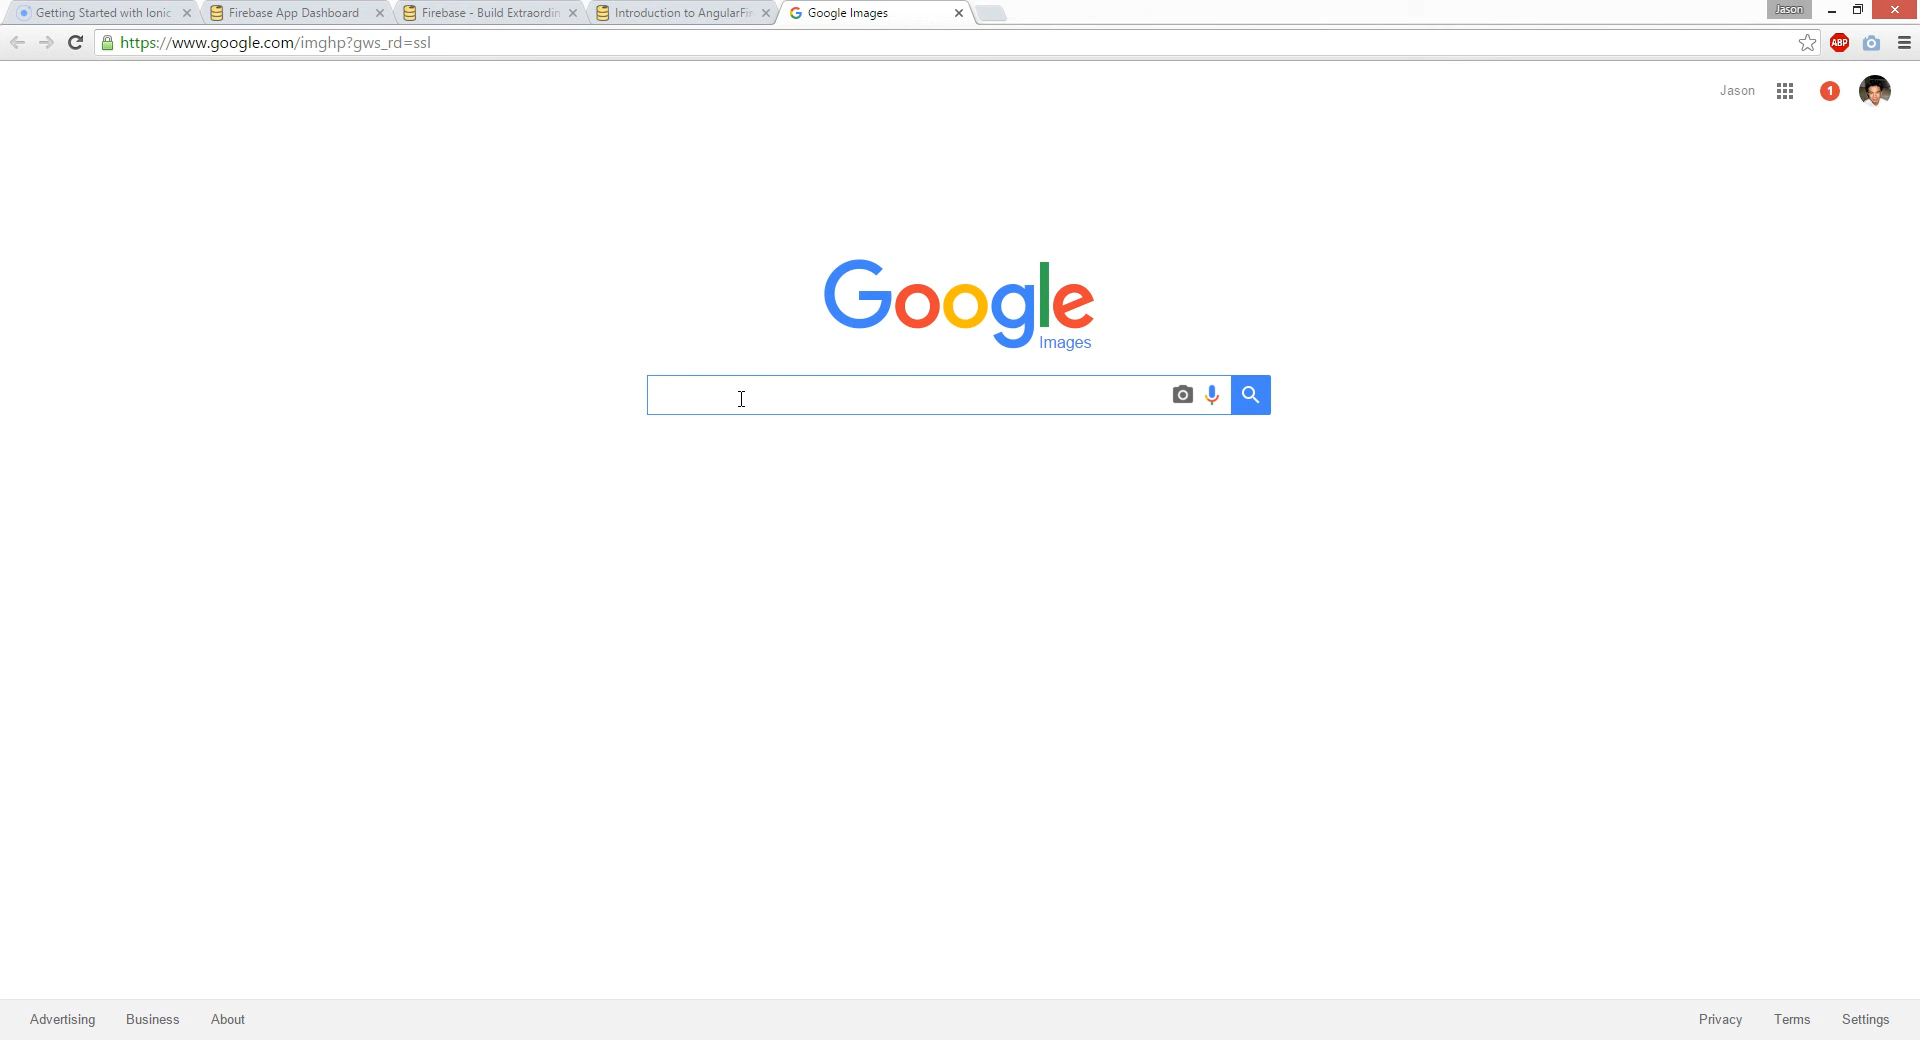 Getting Started with Ionic
Firebase App Dashboard
Firebase - Build Extraordin
Introduction to AngularFir
Google Images
Jason
https://www.google.com/imghp?gws_rd=ssl
ABP
Jason
1
Google
Images
Advertising
Business
About
Privacy
Terms
Settings